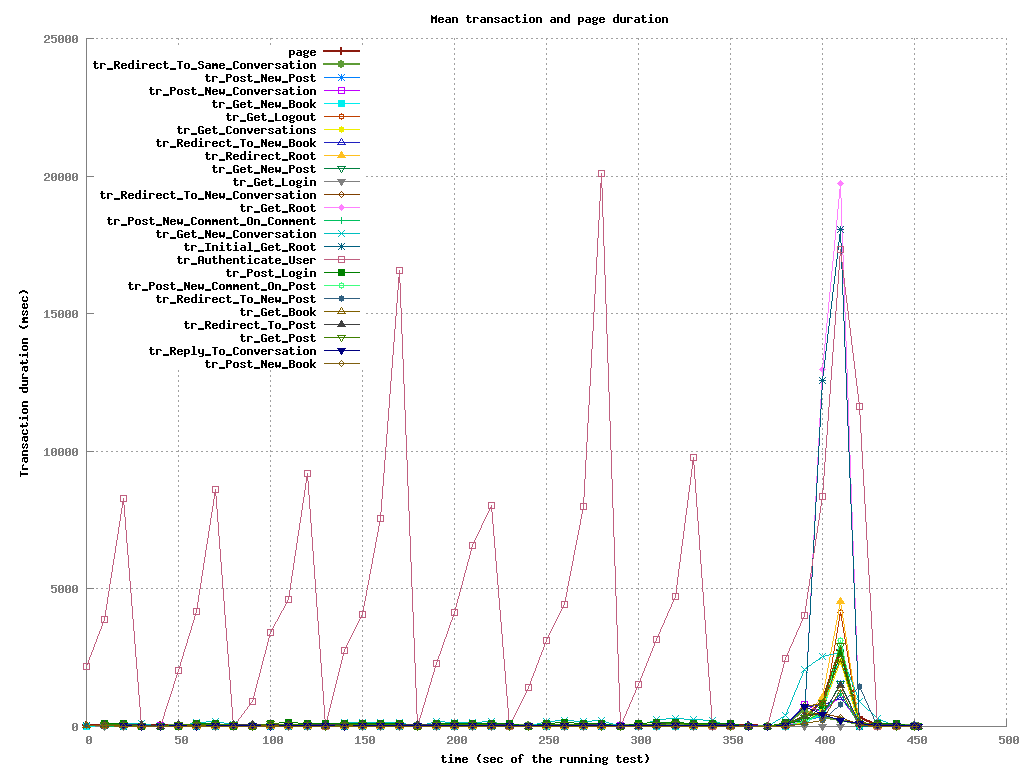 Mean transaction and page duration
25000
20000
15000
10000
5000
0
Transaction duration (msec)
page
tr_Redirect_To_Same_Conversation
tr_Post_New_Post
tr_Post_New_Conversation
tr_Get_New_Book
tr_Get_Logout
tr_Get_Conversations
tr_Redirect_To_New_Book
tr_Redirect_Root
tr_Get_New_Post
tr_Get_Login
tr_Redirect_To_New_Conversation
tr_Get_Root
tr_Post_New_Comment_On_Comment
tr_Get_New_Conversation
tr_Initial_Get_Root
tr_Authenticate_User
tr_Post_Login
tr_Post_New_Comment_On_Post
tr_Redirect_To_New_Post
tr_Get_Book
tr_Redirect_To_Post
tr_Get_Post
tr_Reply_To_Conversation
tr_Post_New_Book
0 50 100 150 200 250 300 350 400 450 500
time (sec of the running test)